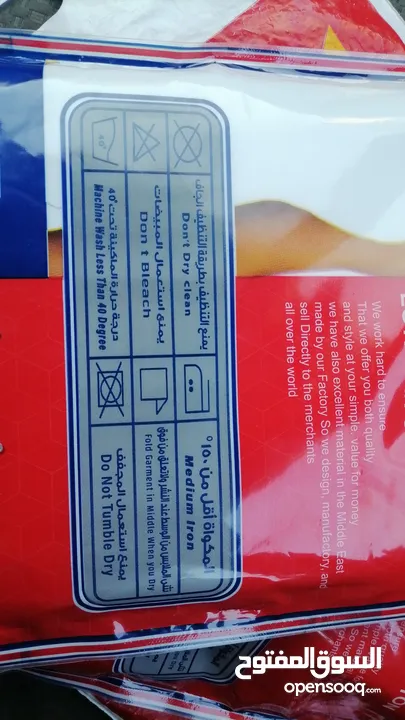 يمنع التنظيف بطريقة التنظيف الجاف
Don't Dry clean
يمنع استعمال المبيضات
Don t Bleach
درجة حرارة الماكينة تحت ٤٠°
Machine Wash Less Than 40 Degree
40°
المكواة أقل من ١٥٠°
Medium Iron
Fold Garment in Middle When you Dry
يمنع استعمال المجفف
Do Not Tumble Dry
We work hard to ensure
That we offer you both quality
and style at your simple, value for money
we have also excellent material in the Middle East
made by our Factory So we design, manufactory, and
sell Directly to the merchants
all over the world
السوق المفتوح
opensooq.com